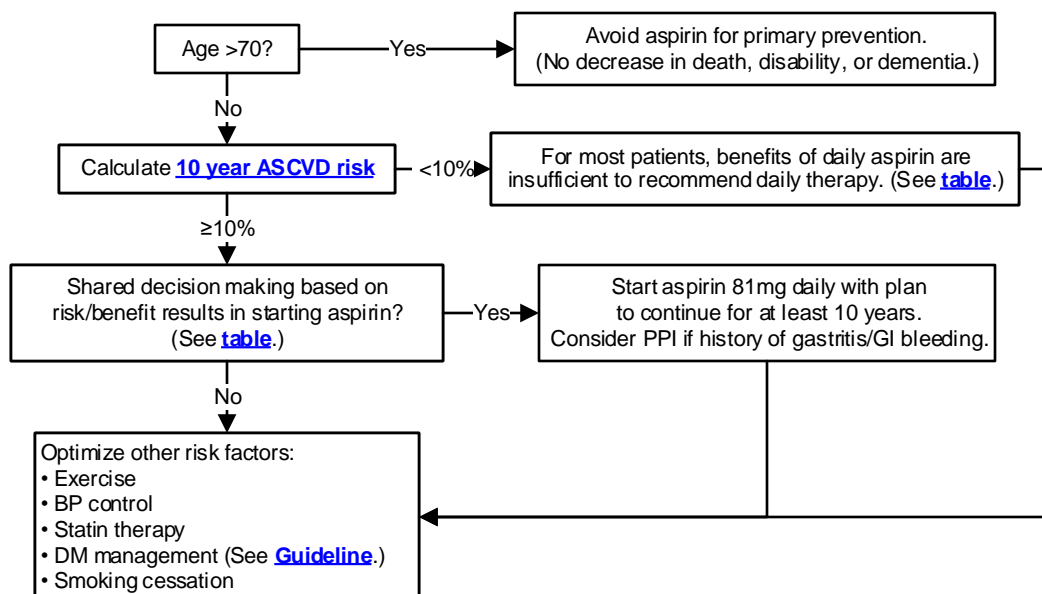 Age >70?
Yes
Avoid aspirin for primary prevention.
(No decrease in death, disability, or dementia.)
No
Calculate 10 year ASCVD risk
<10%
For most patients, benefits of daily aspirin are
insufficient to recommend daily therapy. (See table.)
≥10%
Shared decision making based on
risk/benefit results in starting aspirin?
(See table.)
Yes
Start aspirin 81mg daily with plan
to continue for at least 10 years.
Consider PPI if history of gastritis/GI bleeding.
No
Optimize other risk factors:
• Exercise
• BP control
• Statin therapy
• DM management (See Guideline.)
• Smoking cessation